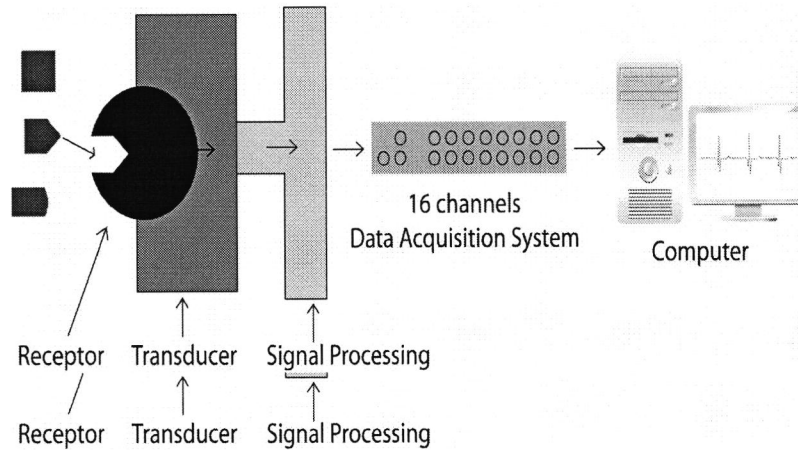 16 channels
Data Acquisition System
Computer
Receptor Transducer Signal Processing
Receptor Transducer Signal Processing